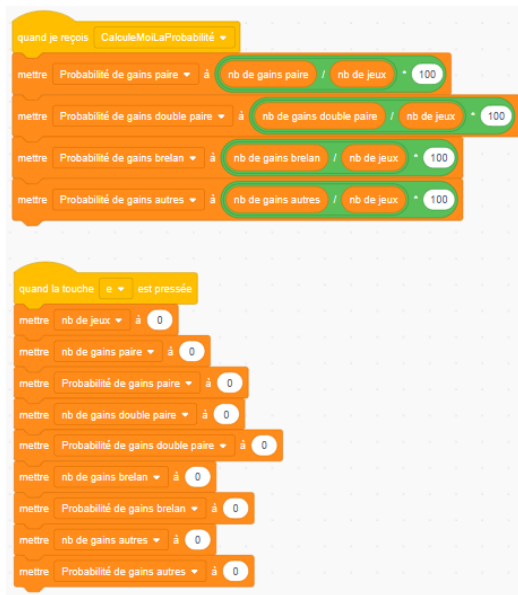 quand je reçois CalculeMoiLaProbabilité
mettre Probabilité de gains paire à nb de gains paire / nb de jeux * 100
mettre Probabilité de gains double paire à nb de gains double paire / nb de jeux * 100
mettre Probabilité de gains brelan à nb de gains brelan / nb de jeux * 100
mettre Probabilité de gains autres à nb de gains autres / nb de jeux * 100
quand la touche e est pressée
mettre nb de jeux à 0
mettre nb de gains paire à 0
mettre Probabilité de gains paire à 0
mettre nb de gains double paire à 0
mettre Probabilité de gains double paire à 0
mettre nb de gains brelan à 0
mettre Probabilité de gains brelan à 0
mettre nb de gains autres à 0
mettre Probabilité de gains autres à 0